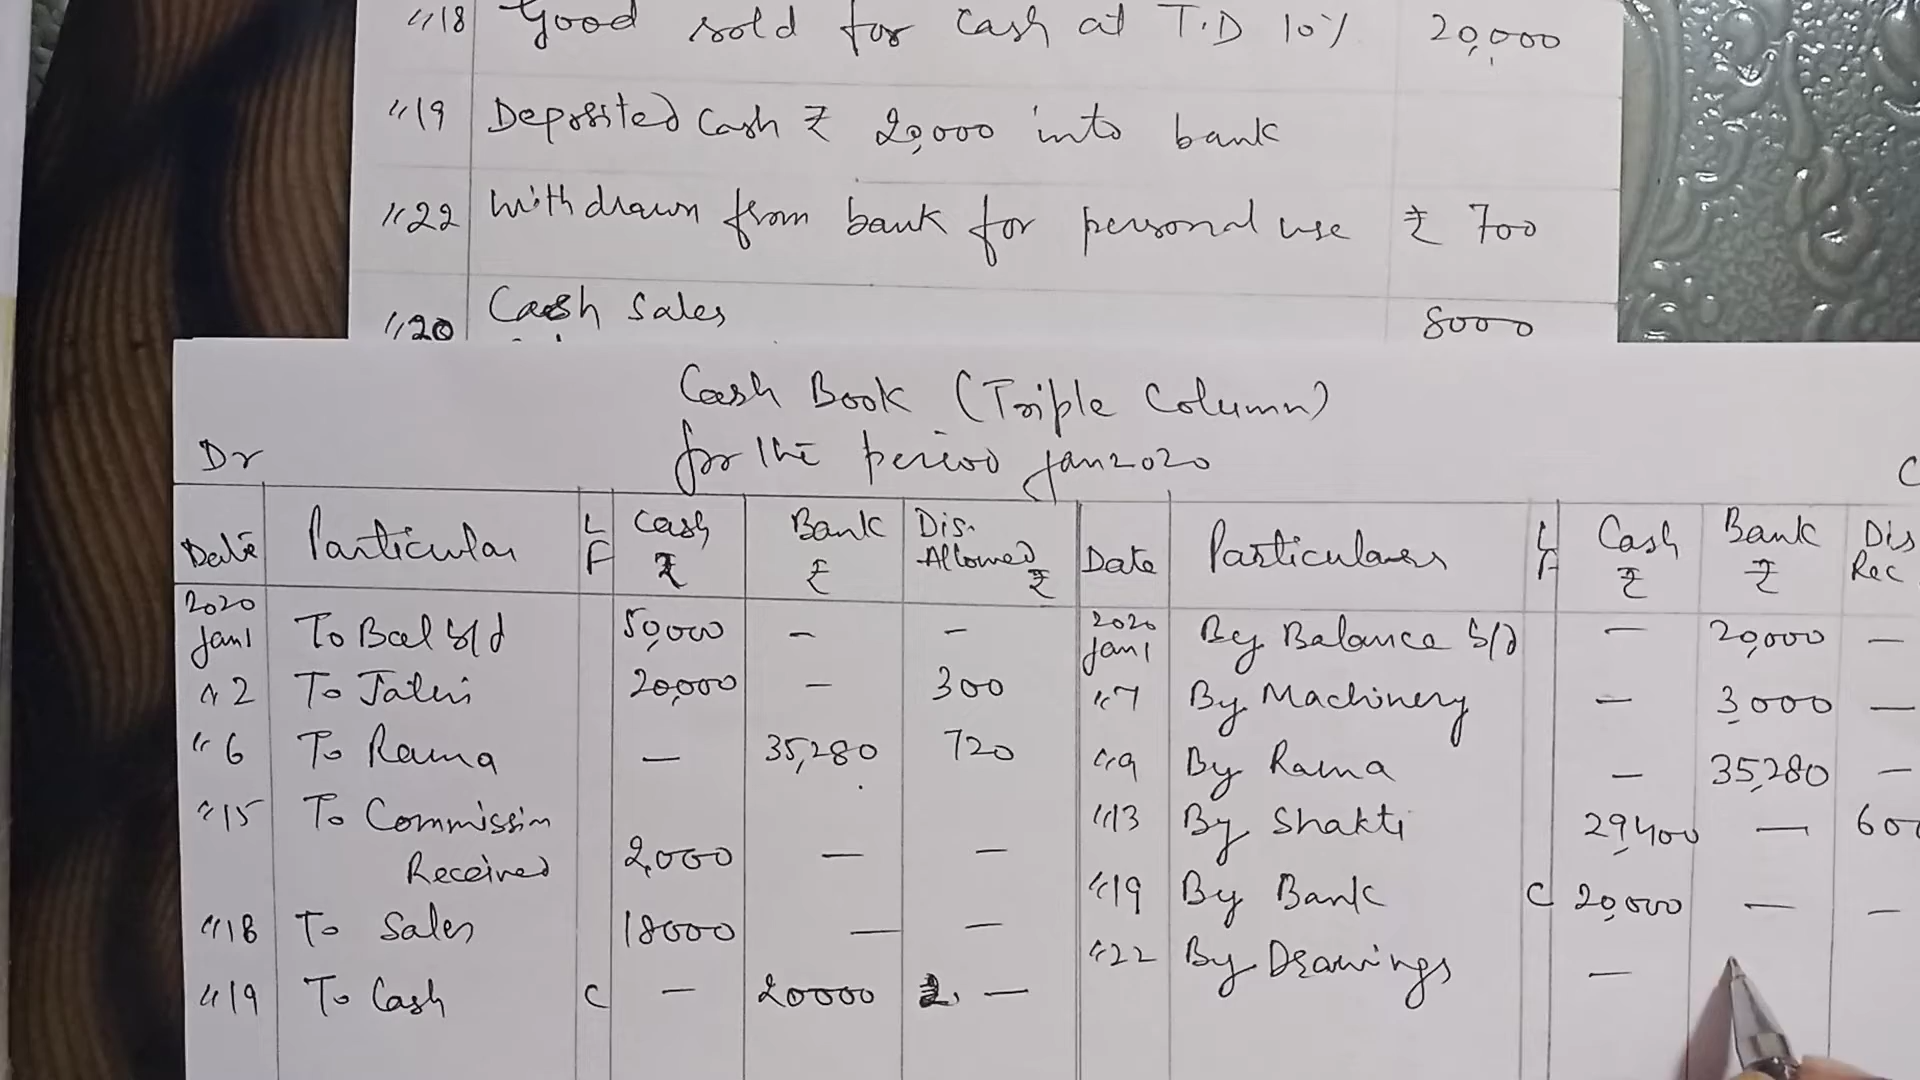 "18 Good sold for cash at T.D 10% 20,000
"19 Deposited Cash ₹ 20,000 into bank
"22 Withdrawn from bank for personal use ₹ 700
"20 Cash Sales 8000
Cash Book (Triple Column)
for the period Jan 2020
Dr C
Date Particular LF Cash ₹ Bank ₹ Dis. Allowed ₹ Date Particulars LF Cash ₹ Bank ₹ Dis Rec
2020 Jan 1 To Bal b/d 50,000 — — 2020 Jan 1 By Balance b/d — 20,000 —
"2 To Jatin 20,000 — 300 "7 By Machinery — 3,000 —
"6 To Rama — 35,280 720 "9 By Rama — 35,280 —
"15 To Commission Received 2,000 — — "13 By Shakti 29,400 — 600
"18 To Sales 18000 — — "19 By Bank C 20,000 — —
"19 To Cash C — 20000 — "22 By Drawings —